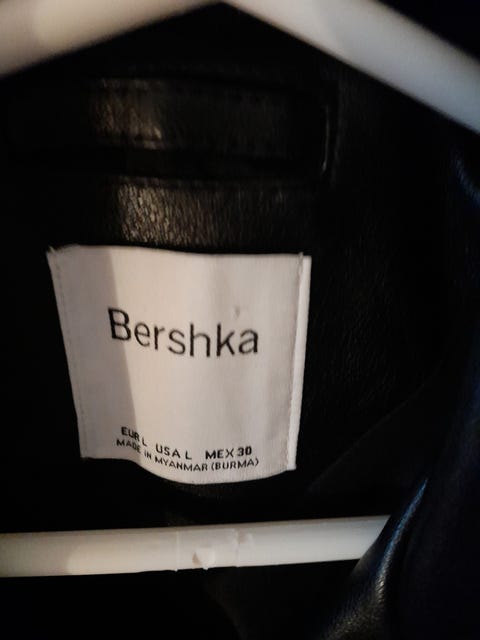 Bershka
EUR L USA L MEX 30
MADE IN MYANMAR (BURMA)